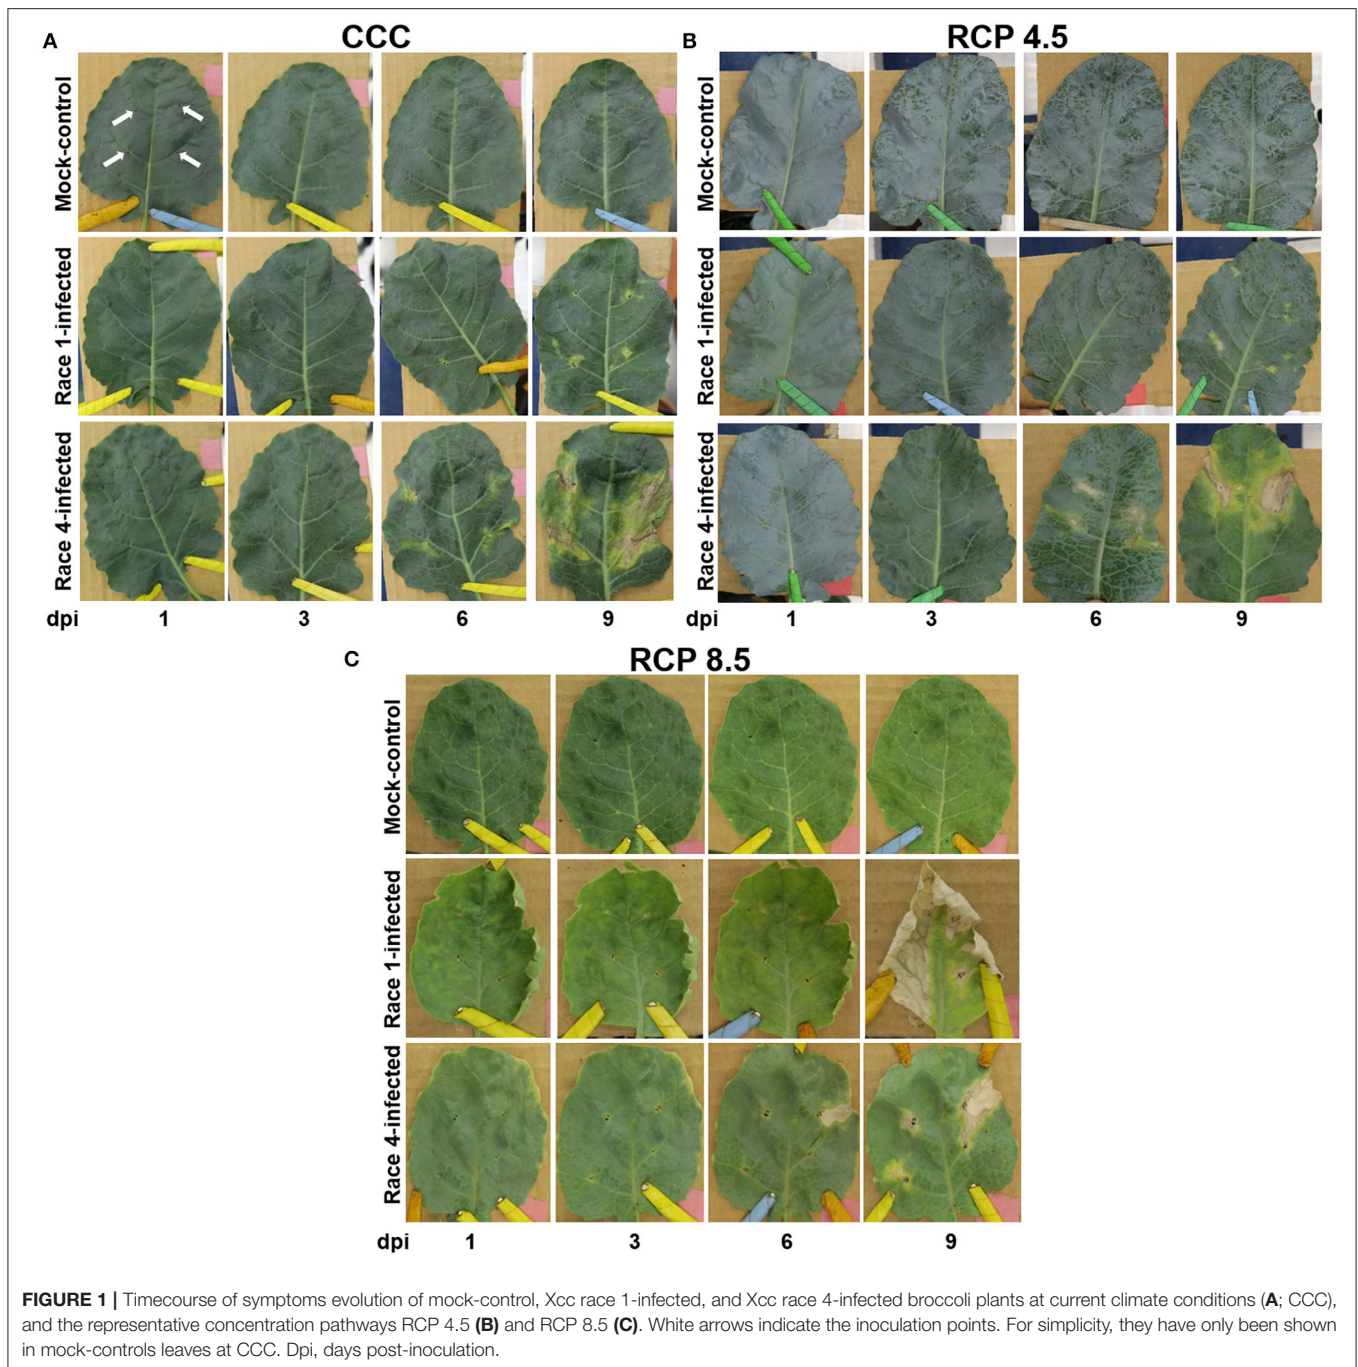 A
CCC
Mock-control
Race 1-infected
Race 4-infected
dpi 1 3 6 9
B
RCP 4.5
Mock-control
Race 1-infected
Race 4-infected
dpi 1 3 6 9
C
RCP 8.5
Mock-control
Race 1-infected
Race 4-infected
dpi 1 3 6 9
FIGURE 1 | Timecourse of symptoms evolution of mock-control, Xcc race 1-infected, and Xcc race 4-infected broccoli plants at current climate conditions (A; CCC),
and the representative concentration pathways RCP 4.5 (B) and RCP 8.5 (C). White arrows indicate the inoculation points. For simplicity, they have only been shown
in mock-controls leaves at CCC. Dpi, days post-inoculation.